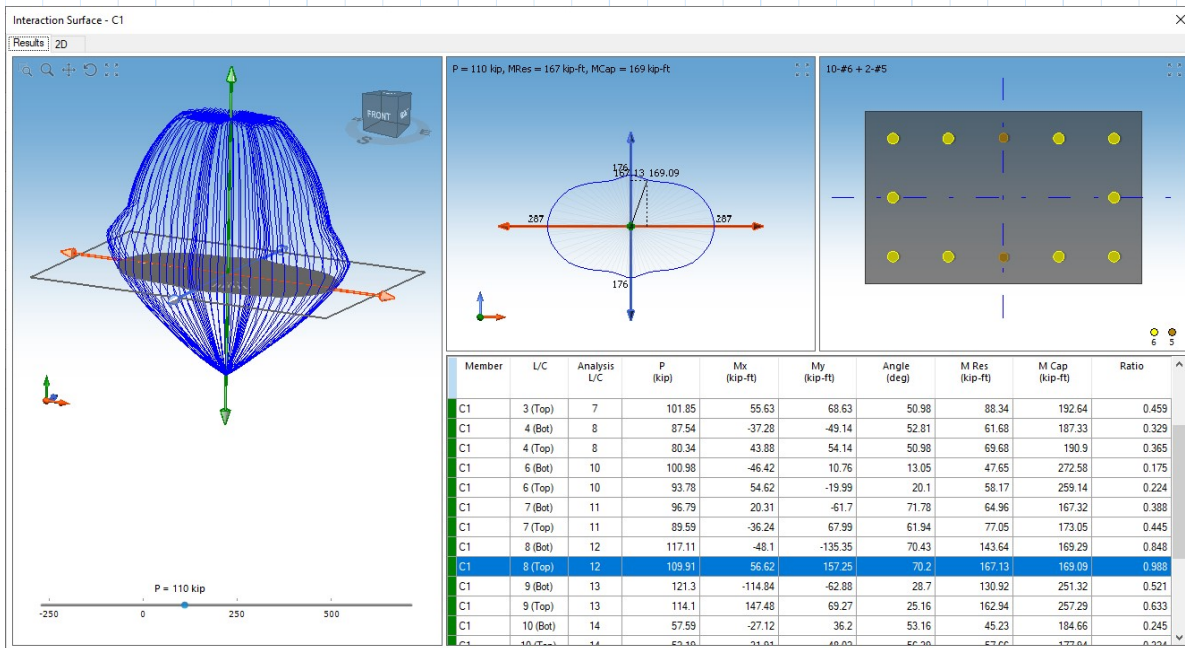 Interaction Surface - C1
Results 2D
FRONT
S
E
P = 110 kip
-250 0 250 500
P = 110 kip, MRes = 167 kip-ft, MCap = 169 kip-ft
176
167.13 169.09
287 287
176
10-#6 + 2-#5
6 5
Member L/C Analysis L/C P (kip) Mx (kip-ft) My (kip-ft) Angle (deg) M Res (kip-ft) M Cap (kip-ft) Ratio
C1 3 (Top) 7 101.85 55.63 68.63 50.98 88.34 192.64 0.459
C1 4 (Bot) 8 87.54 -37.28 -49.14 52.81 61.68 187.33 0.329
C1 4 (Top) 8 80.34 43.88 54.14 50.98 69.68 190.9 0.365
C1 6 (Bot) 10 100.98 -46.42 10.76 13.05 47.65 272.58 0.175
C1 6 (Top) 10 93.78 54.62 -19.99 20.1 58.17 259.14 0.224
C1 7 (Bot) 11 96.79 20.31 -61.7 71.78 64.96 167.32 0.388
C1 7 (Top) 11 89.59 -36.24 67.99 61.94 77.05 173.05 0.445
C1 8 (Bot) 12 117.11 -48.1 -135.35 70.43 143.64 169.29 0.848
C1 8 (Top) 12 109.91 56.62 157.25 70.2 167.13 169.09 0.988
C1 9 (Bot) 13 121.3 -114.84 -62.88 28.7 130.92 251.32 0.521
C1 9 (Top) 13 114.1 147.48 69.27 25.16 162.94 257.29 0.633
C1 10 (Bot) 14 57.59 -27.12 36.2 53.16 45.23 184.66 0.245
C1 10 (Top) 14